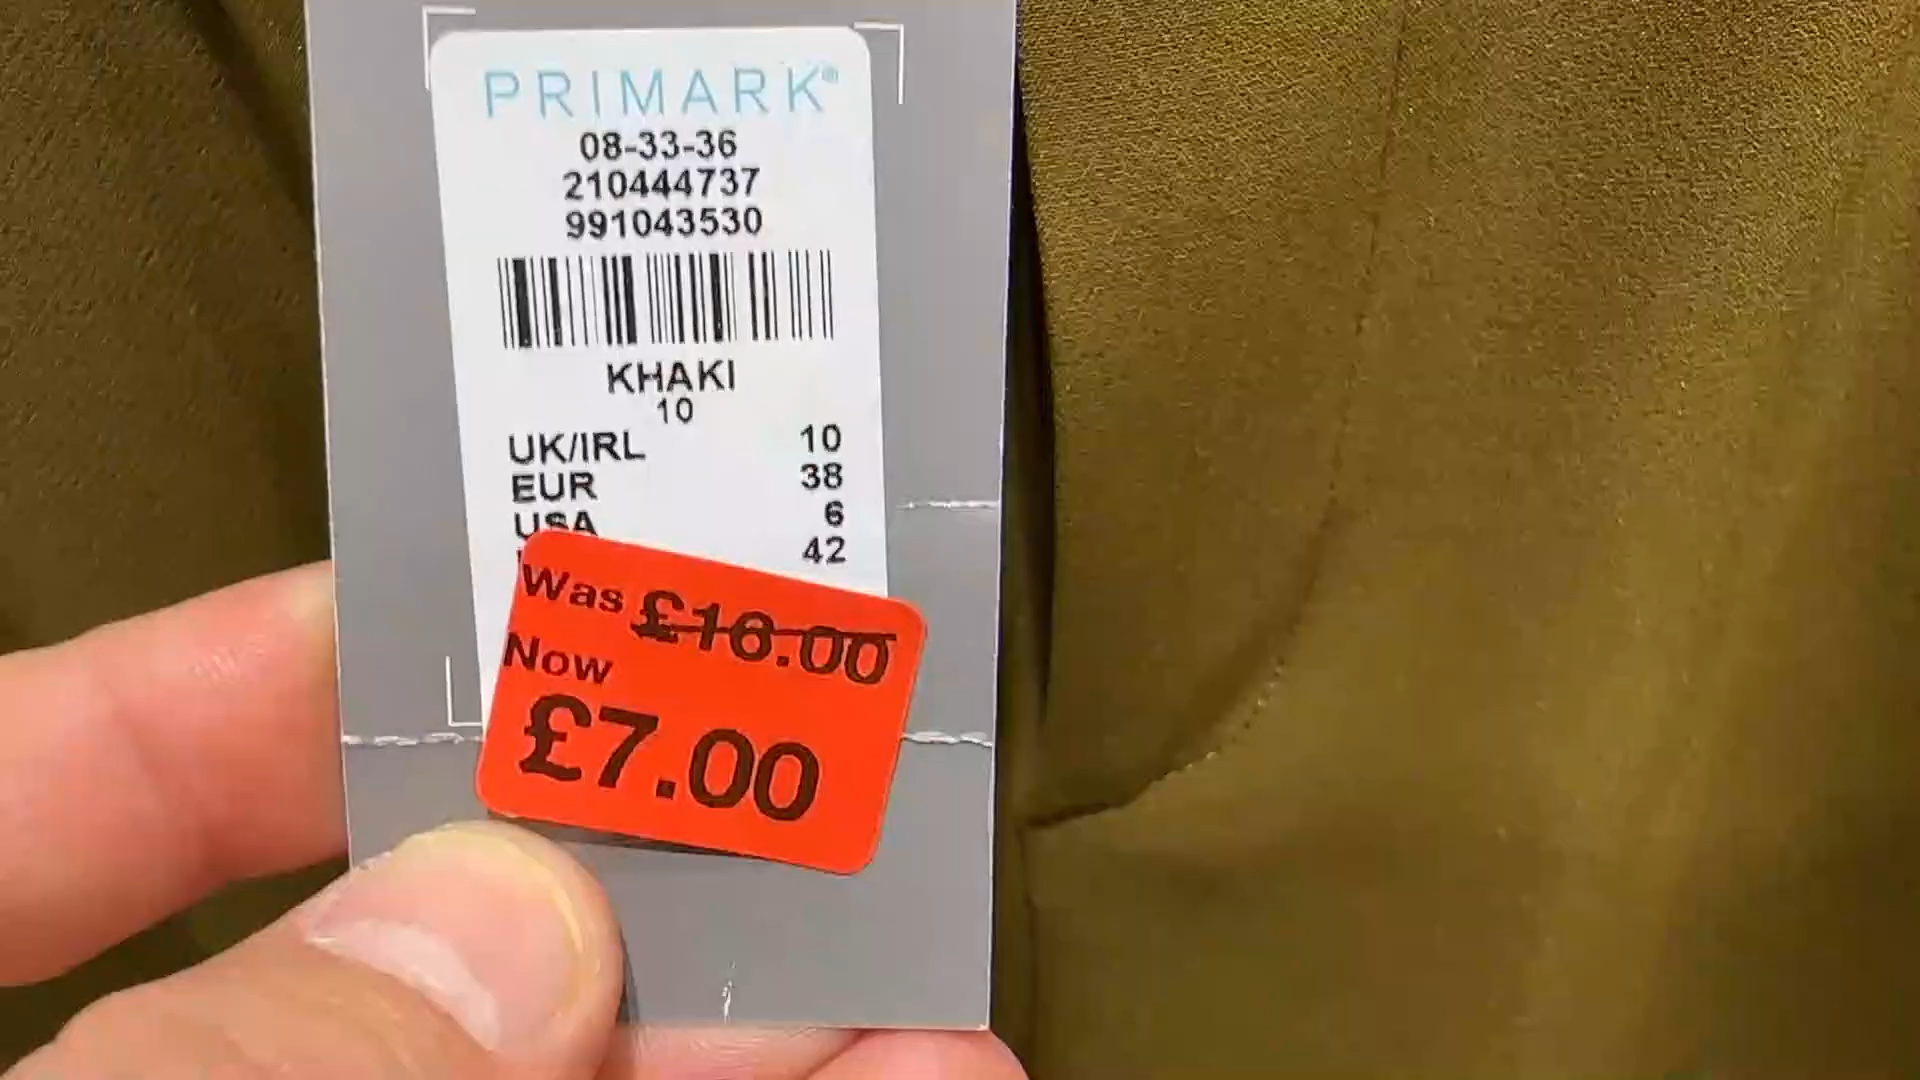 PRIMARK®
08-33-36
210444737
991043530
KHAKI
10
UK/IRL 10
EUR 38
USA 6
42
Was £16.00
Now
£7.00